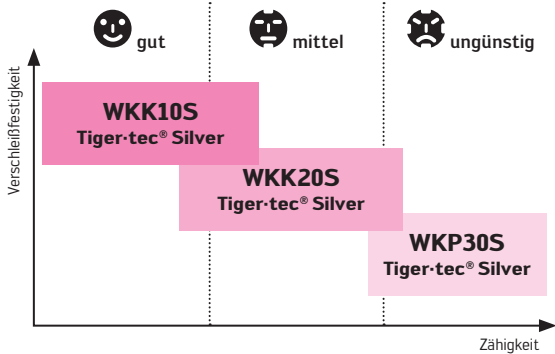 gut
mittel
ungünstig
Verschleißfestigkeit
WKK10S
Tiger·tec® Silver
WKK20S
Tiger·tec® Silver
WKP30S
Tiger·tec® Silver
Zähigkeit